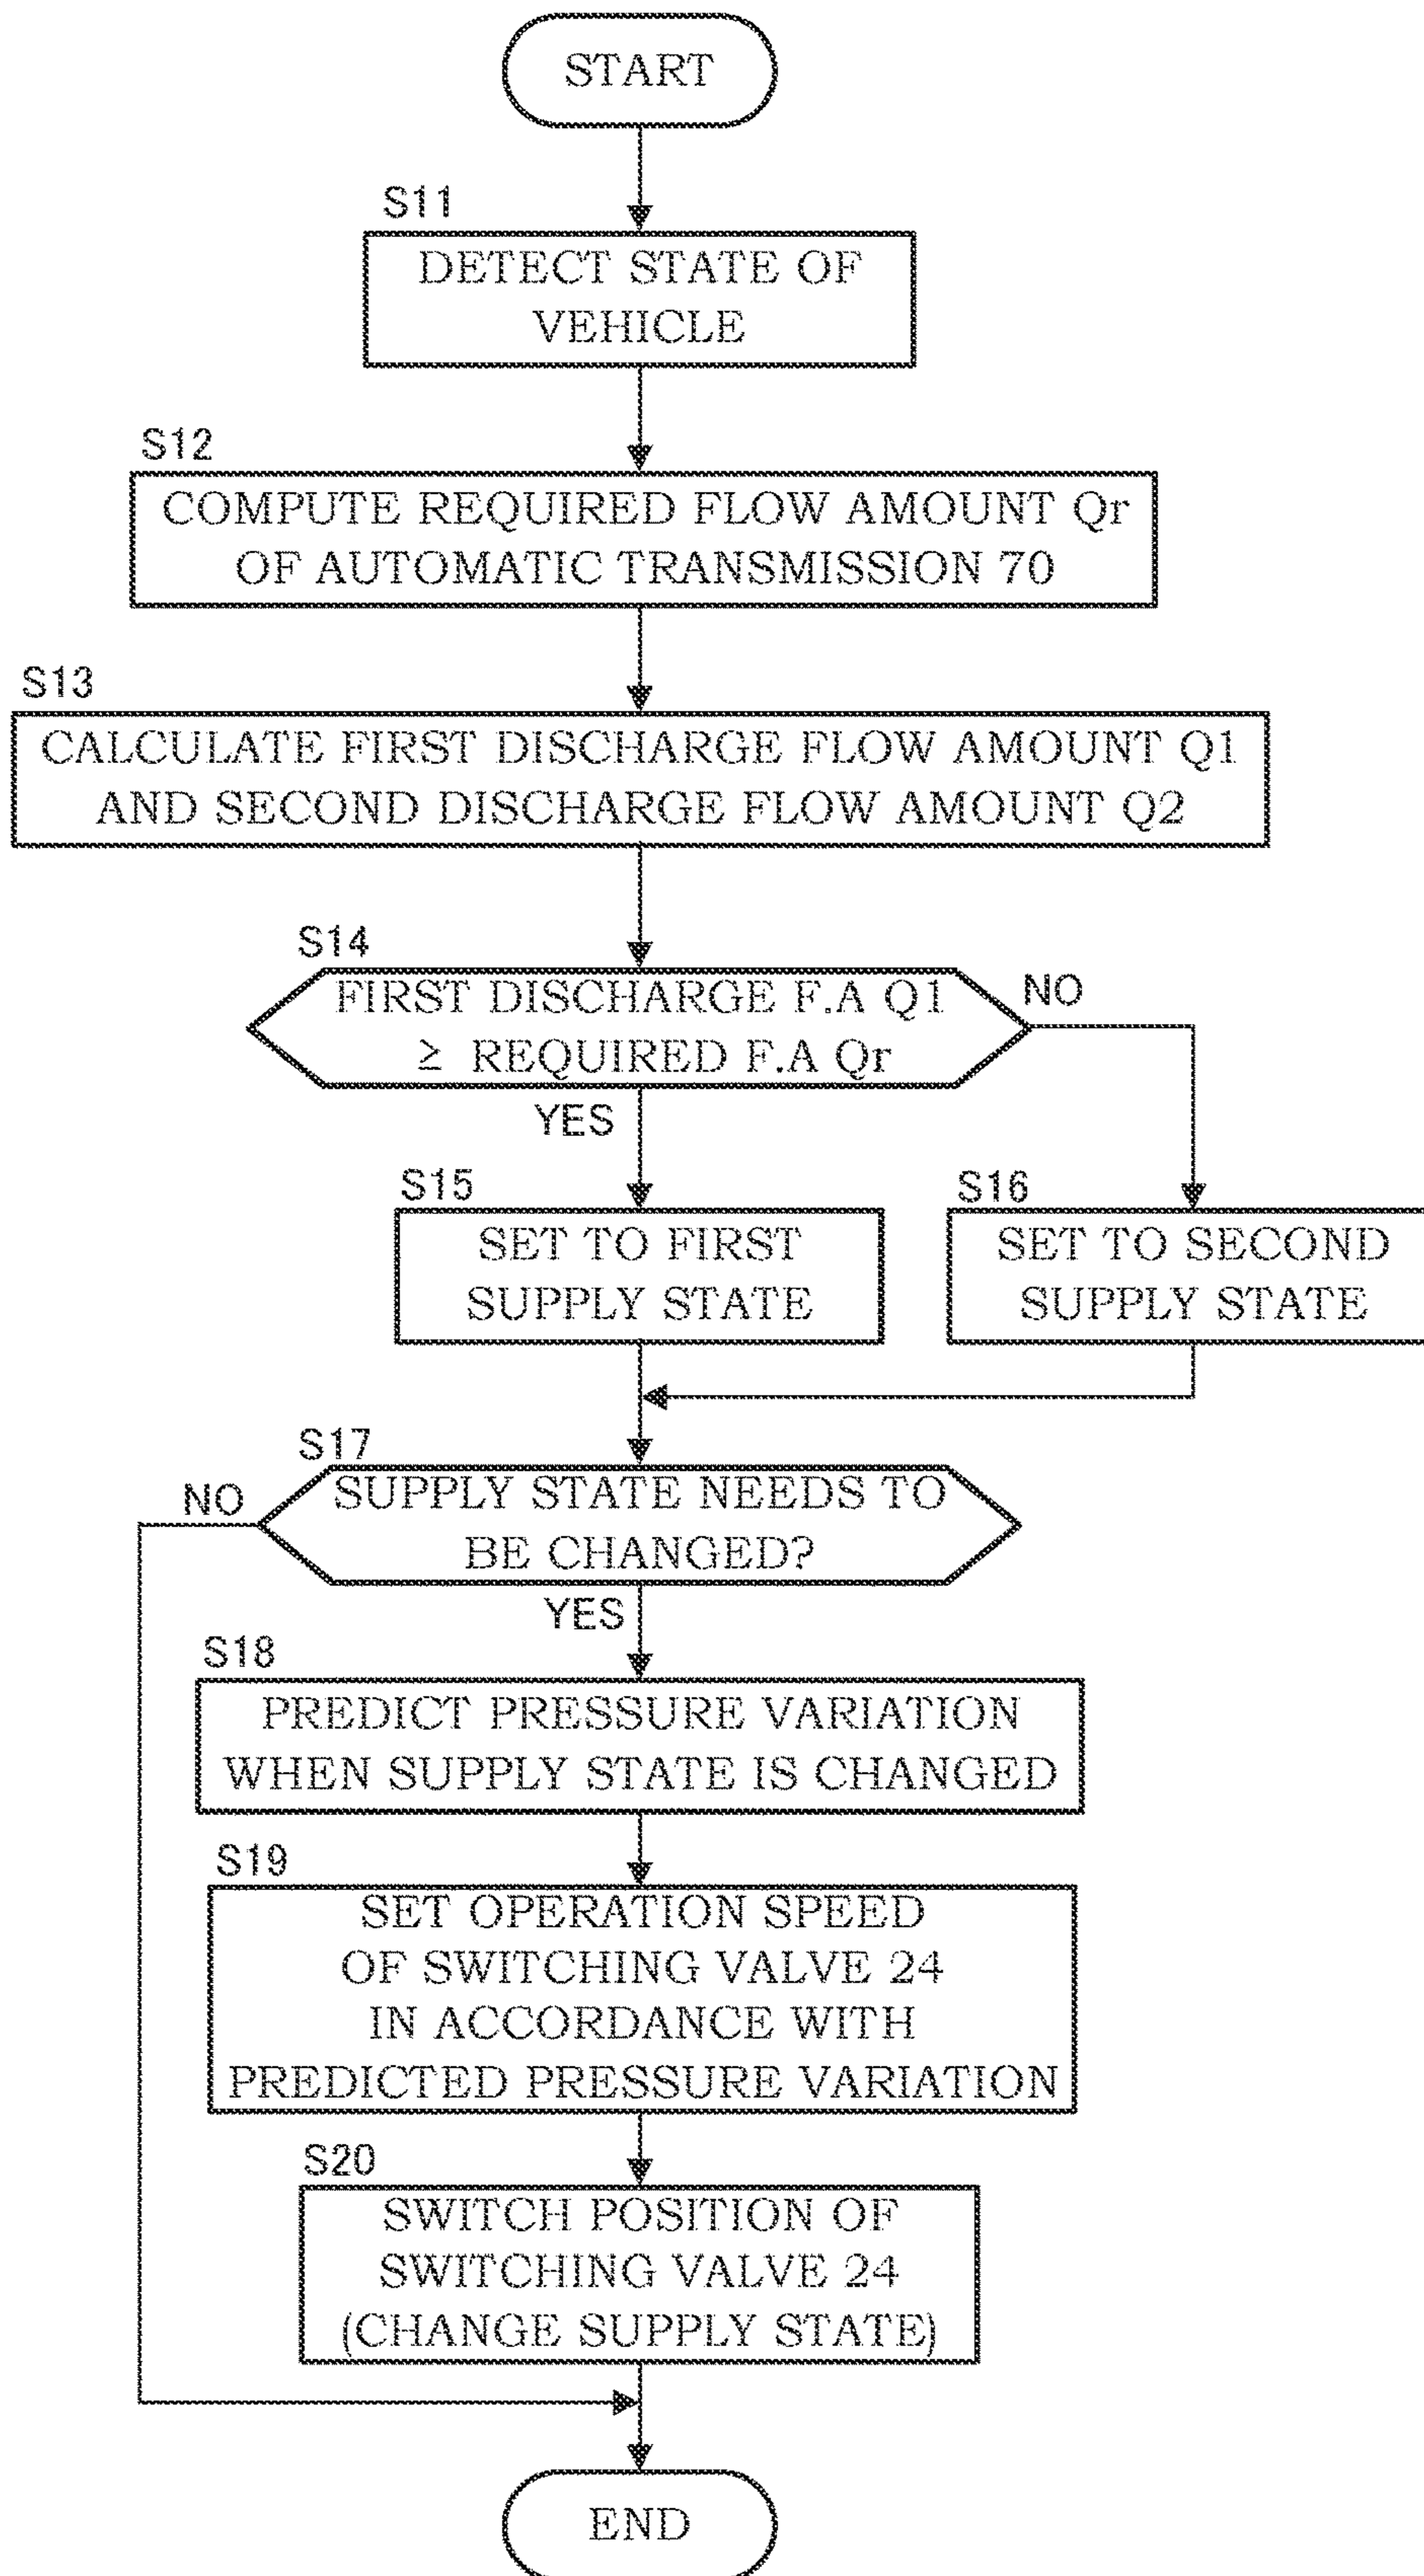 START
S11
DETECT STATE OF
VEHICLE
S12
COMPUTE REQUIRED FLOW AMOUNT Qr
OF AUTOMATIC TRANSMISSION 70
S13
CALCULATE FIRST DISCHARGE FLOW AMOUNT Q1
AND SECOND DISCHARGE FLOW AMOUNT Q2
S14
FIRST DISCHARGE F.A Q1
≥ REQUIRED F.A Qr
NO
YES
S15
SET TO FIRST
SUPPLY STATE
S16
SET TO SECOND
SUPPLY STATE
S17
SUPPLY STATE NEEDS TO
BE CHANGED?
NO
YES
S18
PREDICT PRESSURE VARIATION
WHEN SUPPLY STATE IS CHANGED
S19
SET OPERATION SPEED
OF SWITCHING VALVE 24
IN ACCORDANCE WITH
PREDICTED PRESSURE VARIATION
S20
SWITCH POSITION OF
SWITCHING VALVE 24
(CHANGE SUPPLY STATE)
END